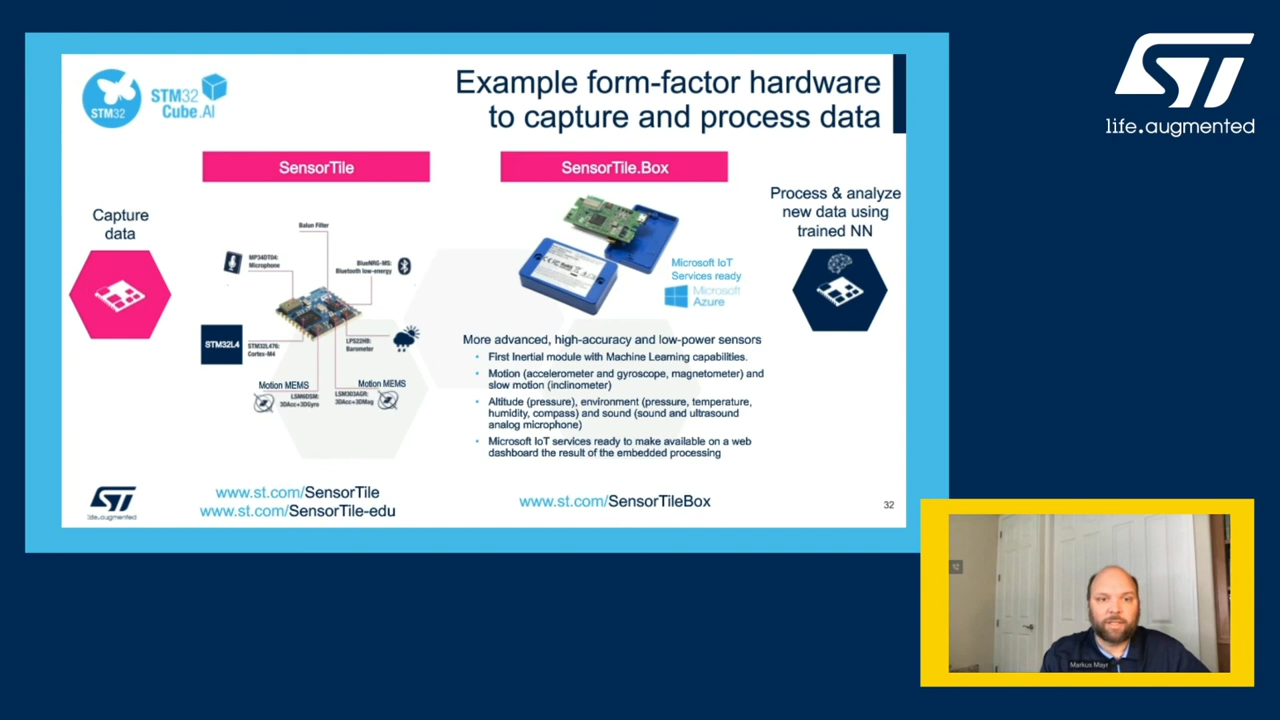 STM32
STM32
Cube.AI
Example form-factor hardware
to capture and process data
SensorTile
SensorTile.Box
Capture
data
Process & analyze
new data using
trained NN
Balun Filter
MP34DT04:
Microphone
BlueNRG-MS:
Bluetooth low-energy
STM32L4
STM32L476:
Cortex-M4
LPS22HB:
Barometer
Motion MEMS
LSM6DSM:
3DAcc+3DGyro
Motion MEMS
LSM303AGR:
3DAcc+3DMag
Microsoft IoT
Services ready
Microsoft
Azure
More advanced, high-accuracy and low-power sensors
• First Inertial module with Machine Learning capabilities.
• Motion (accelerometer and gyroscope, magnetometer) and
slow motion (inclinometer)
• Altitude (pressure), environment (pressure, temperature,
humidity, compass) and sound (sound and ultrasound
analog microphone)
• Microsoft IoT services ready to make available on a web
dashboard the result of the embedded processing
ST
life.augmented
www.st.com/SensorTile
www.st.com/SensorTile-edu
www.st.com/SensorTileBox
32
ST
life.augmented
Markus Mayr